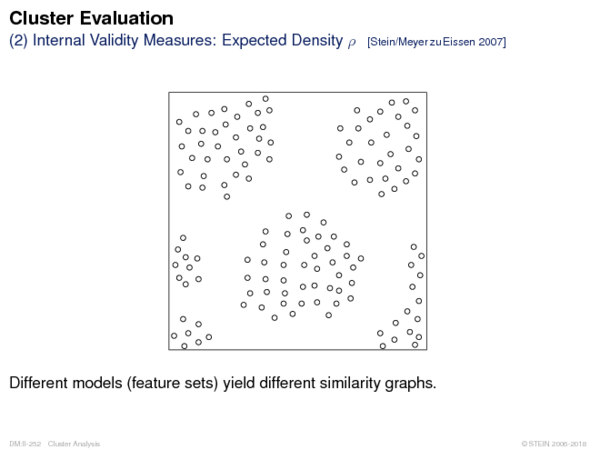 Cluster Evaluation
(2) Internal Validity Measures: Expected Density ρ [Stein/Meyer zu Eissen 2007]
Different models (feature sets) yield different similarity graphs.
DM:II-252 Cluster Analysis © STEIN 2006-2018